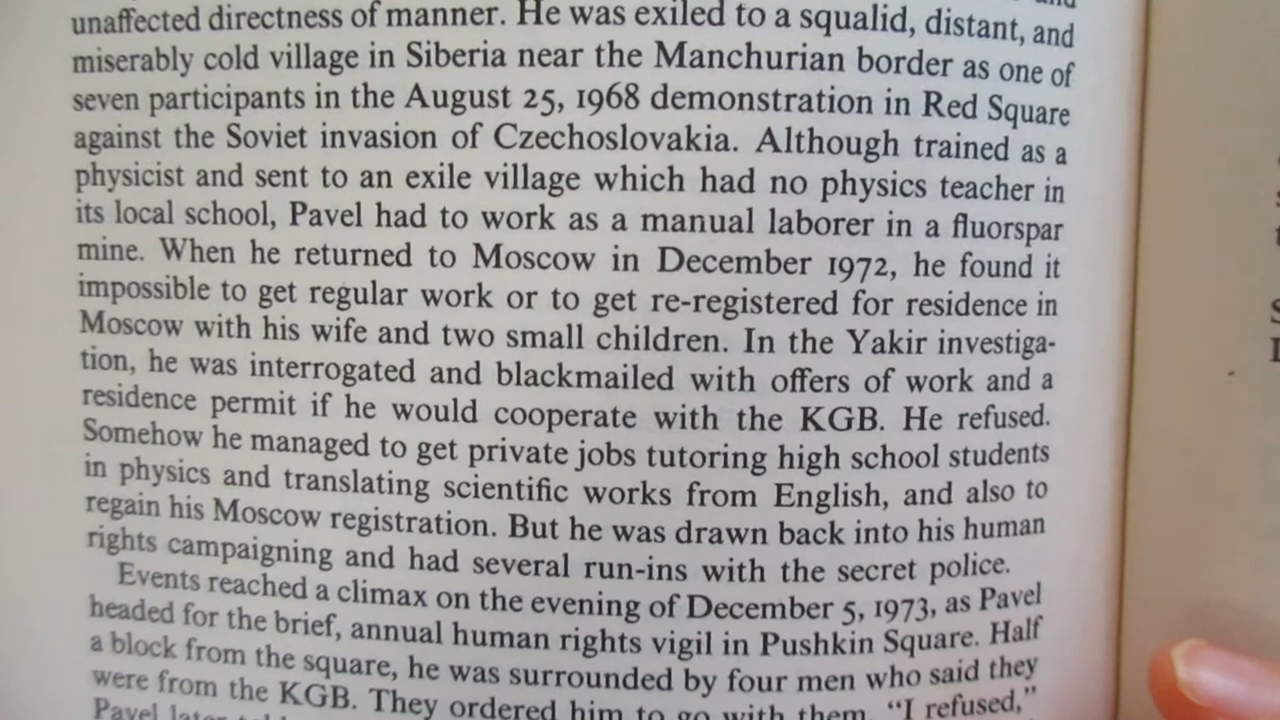 unaffected directness of manner. He was exiled to a squalid, distant, and
miserably cold village in Siberia near the Manchurian border as one of
seven participants in the August 25, 1968 demonstration in Red Square
against the Soviet invasion of Czechoslovakia. Although trained as a
physicist and sent to an exile village which had no physics teacher in
its local school, Pavel had to work as a manual laborer in a fluorspar
mine. When he returned to Moscow in December 1972, he found it
impossible to get regular work or to get re-registered for residence in
Moscow with his wife and two small children. In the Yakir investiga-
tion, he was interrogated and blackmailed with offers of work and a
residence permit if he would cooperate with the KGB. He refused.
Somehow he managed to get private jobs tutoring high school students
in physics and translating scientific works from English, and also to
regain his Moscow registration. But he was drawn back into his human
rights campaigning and had several run-ins with the secret police.
Events reached a climax on the evening of December 5, 1973, as Pavel
headed for the brief, annual human rights vigil in Pushkin Square. Half
a block from the square, he was surrounded by four men who said they
were from the KGB. They ordered him to go with them. “I refused,”
Pavel later